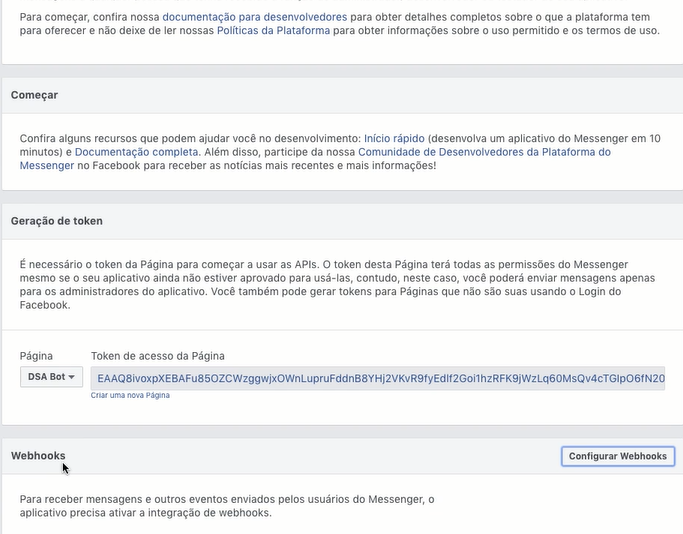 Para começar, confira nossa documentação para desenvolvedores para obter detalhes completos sobre o que a plataforma tem
para oferecer e não deixe de ler nossas Políticas da Plataforma para obter informações sobre o uso permitido e os termos de uso.
Começar
Confira alguns recursos que podem ajudar você no desenvolvimento: Início rápido (desenvolva um aplicativo do Messenger em 10
minutos) e Documentação completa. Além disso, participe da nossa Comunidade de Desenvolvedores da Plataforma do
Messenger no Facebook para receber as notícias mais recentes e mais informações!
Geração de token
É necessário o token da Página para começar a usar as APIs. O token desta Página terá todas as permissões do Messenger
mesmo se o seu aplicativo ainda não estiver aprovado para usá-las, contudo, neste caso, você poderá enviar mensagens apenas
para os administradores do aplicativo. Você também pode gerar tokens para Páginas que não são suas usando o Login do
Facebook.
Página
Token de acesso da Página
DSA Bot
EAAQ8ivoxpXEBAFu85OZCWzggwjxOWnLupruFddnB8YHj2VKvR9fyEdlf2Goi1hzRFK9jWzLq60MsQv4cTGIpO6fN20
Criar uma nova Página
Webhooks
Configurar Webhooks
Para receber mensagens e outros eventos enviados pelos usuários do Messenger, o
aplicativo precisa ativar a integração de webhooks.